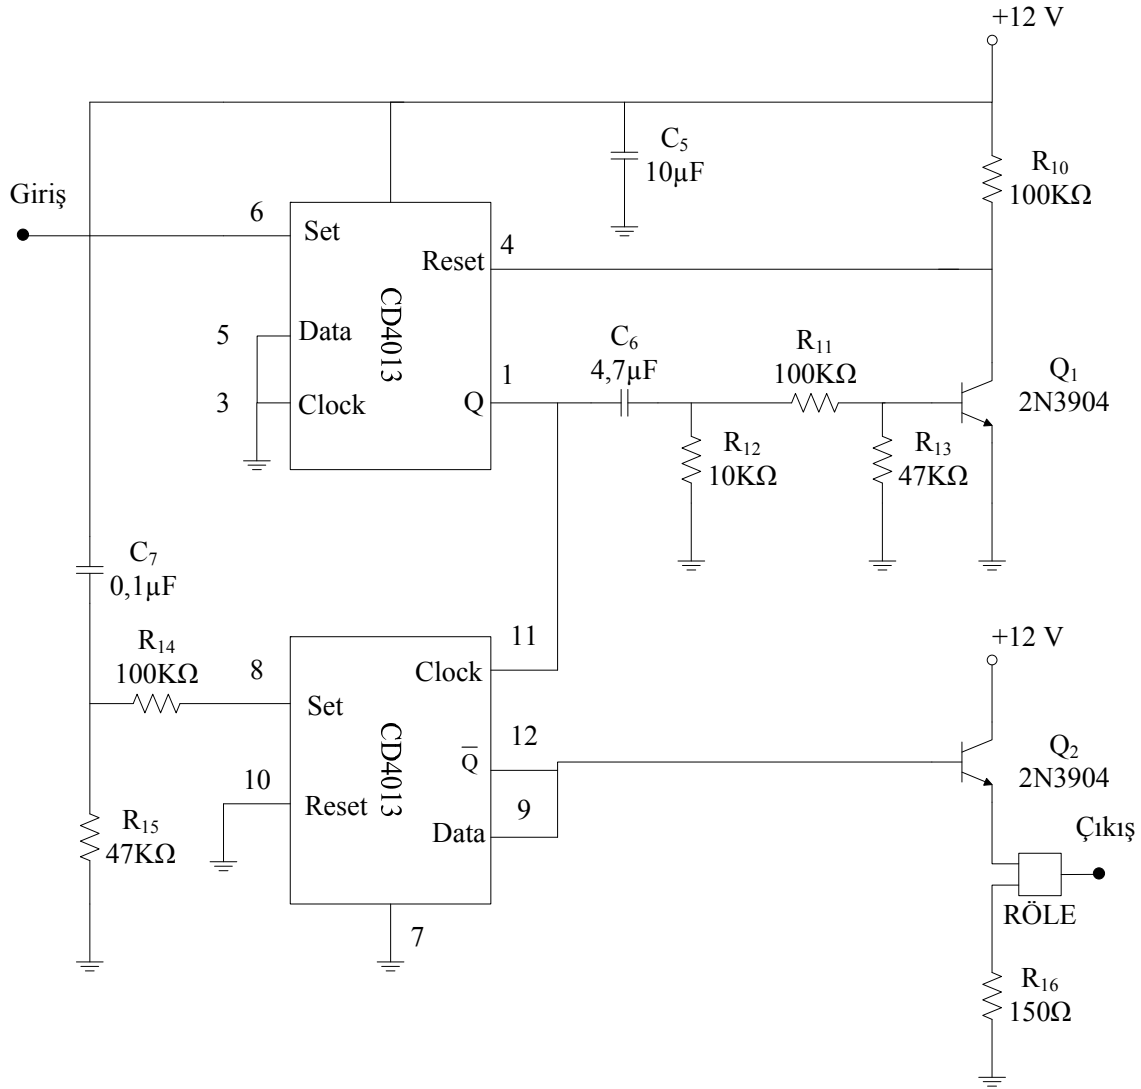 +12 V
C₅
10µF
R₁₀
100KΩ
Giriş
6
Set
4
Reset
CD4013
5
Data
3
Clock
1
Q
C₆
4,7µF
R₁₁
100KΩ
Q₁
2N3904
R₁₂
10KΩ
R₁₃
47KΩ
C₇
0,1µF
R₁₄
100KΩ
8
Set
11
Clock
+12 V
CD4013
12
Q̅
Q₂
2N3904
10
Reset
9
Data
R₁₅
47KΩ
Çıkış
RÖLE
7
R₁₆
150Ω